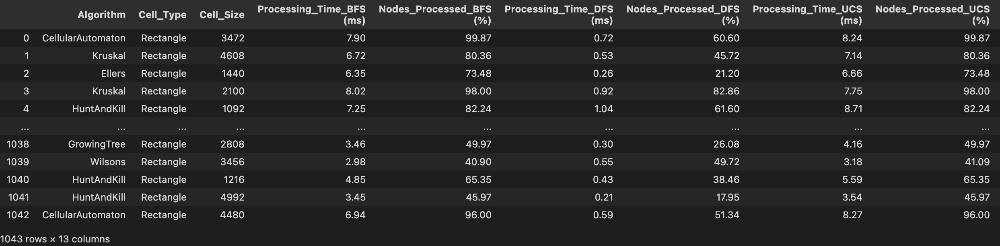 Algorithm Cell_Type Cell_Size Processing_Time_BFS (ms) Nodes_Processed_BFS (%) Processing_Time_DFS (ms) Nodes_Processed_DFS (%) Processing_Time_UCS (ms) Nodes_Processed_UCS (%)
0 CellularAutomaton Rectangle 3472 7.90 99.87 0.72 60.60 8.24 99.87
1 Kruskal Rectangle 4608 6.72 80.36 0.53 45.72 7.14 80.36
2 Ellers Rectangle 1440 6.35 73.48 0.26 21.20 6.66 73.48
3 Kruskal Rectangle 2100 8.02 98.00 0.92 82.86 7.75 98.00
4 HuntAndKill Rectangle 1092 7.25 82.24 1.04 61.60 8.71 82.24
... ... ... ... ... ... ... ... ... ...
1038 GrowingTree Rectangle 2808 3.46 49.97 0.30 26.08 4.16 49.97
1039 Wilsons Rectangle 3456 2.98 40.90 0.55 49.72 3.18 41.09
1040 HuntAndKill Rectangle 1216 4.85 65.35 0.43 38.46 5.59 65.35
1041 HuntAndKill Rectangle 4992 3.45 45.97 0.21 17.95 3.54 45.97
1042 CellularAutomaton Rectangle 4480 6.94 96.00 0.59 51.34 8.27 96.00
1043 rows × 13 columns